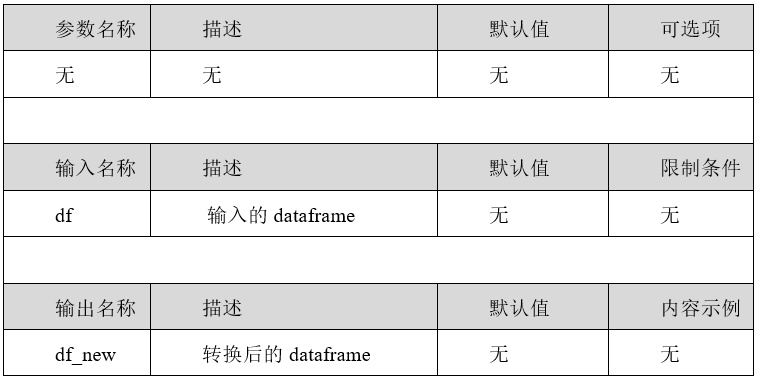 参数名称 描述 默认值 可选项
无 无 无 无
输入名称 描述 默认值 限制条件
df 输入的 dataframe 无 无
输出名称 描述 默认值 内容示例
df_new 转换后的 dataframe 无 无